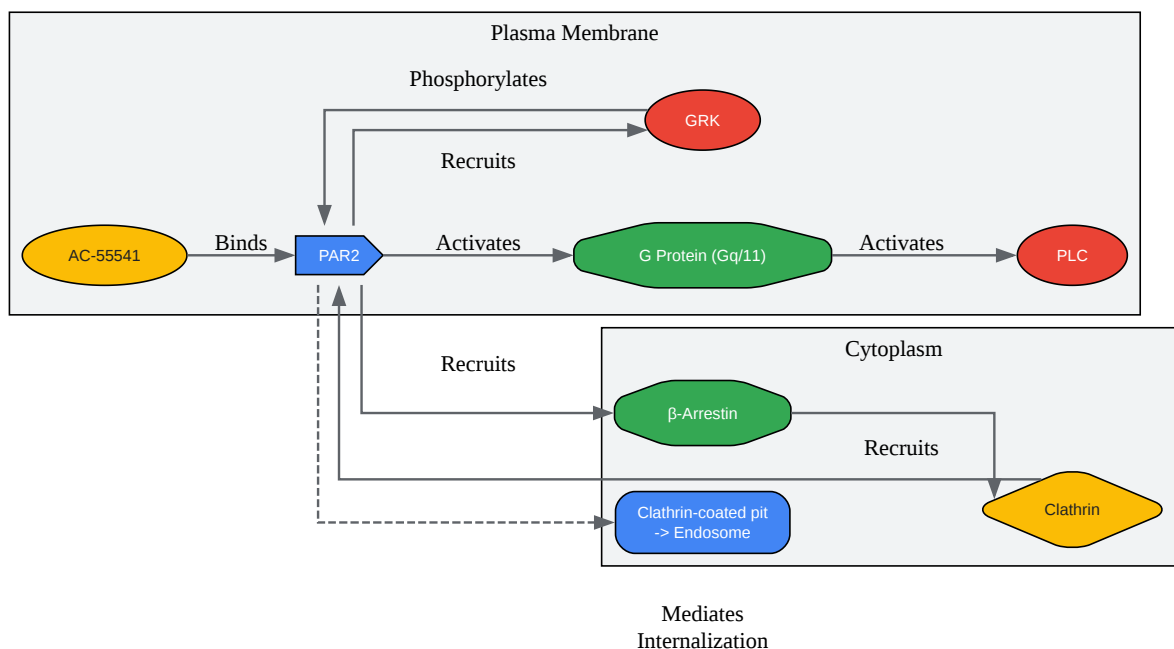 Plasma Membrane
Phosphorylates
GRK
Recruits
AC-55541
Binds
PAR2
Activates
G Protein (Gq/11)
Activates
PLC
Cytoplasm
Recruits
β-Arrestin
Recruits
Clathrin-coated pit
-> Endosome
Clathrin
Mediates
Internalization